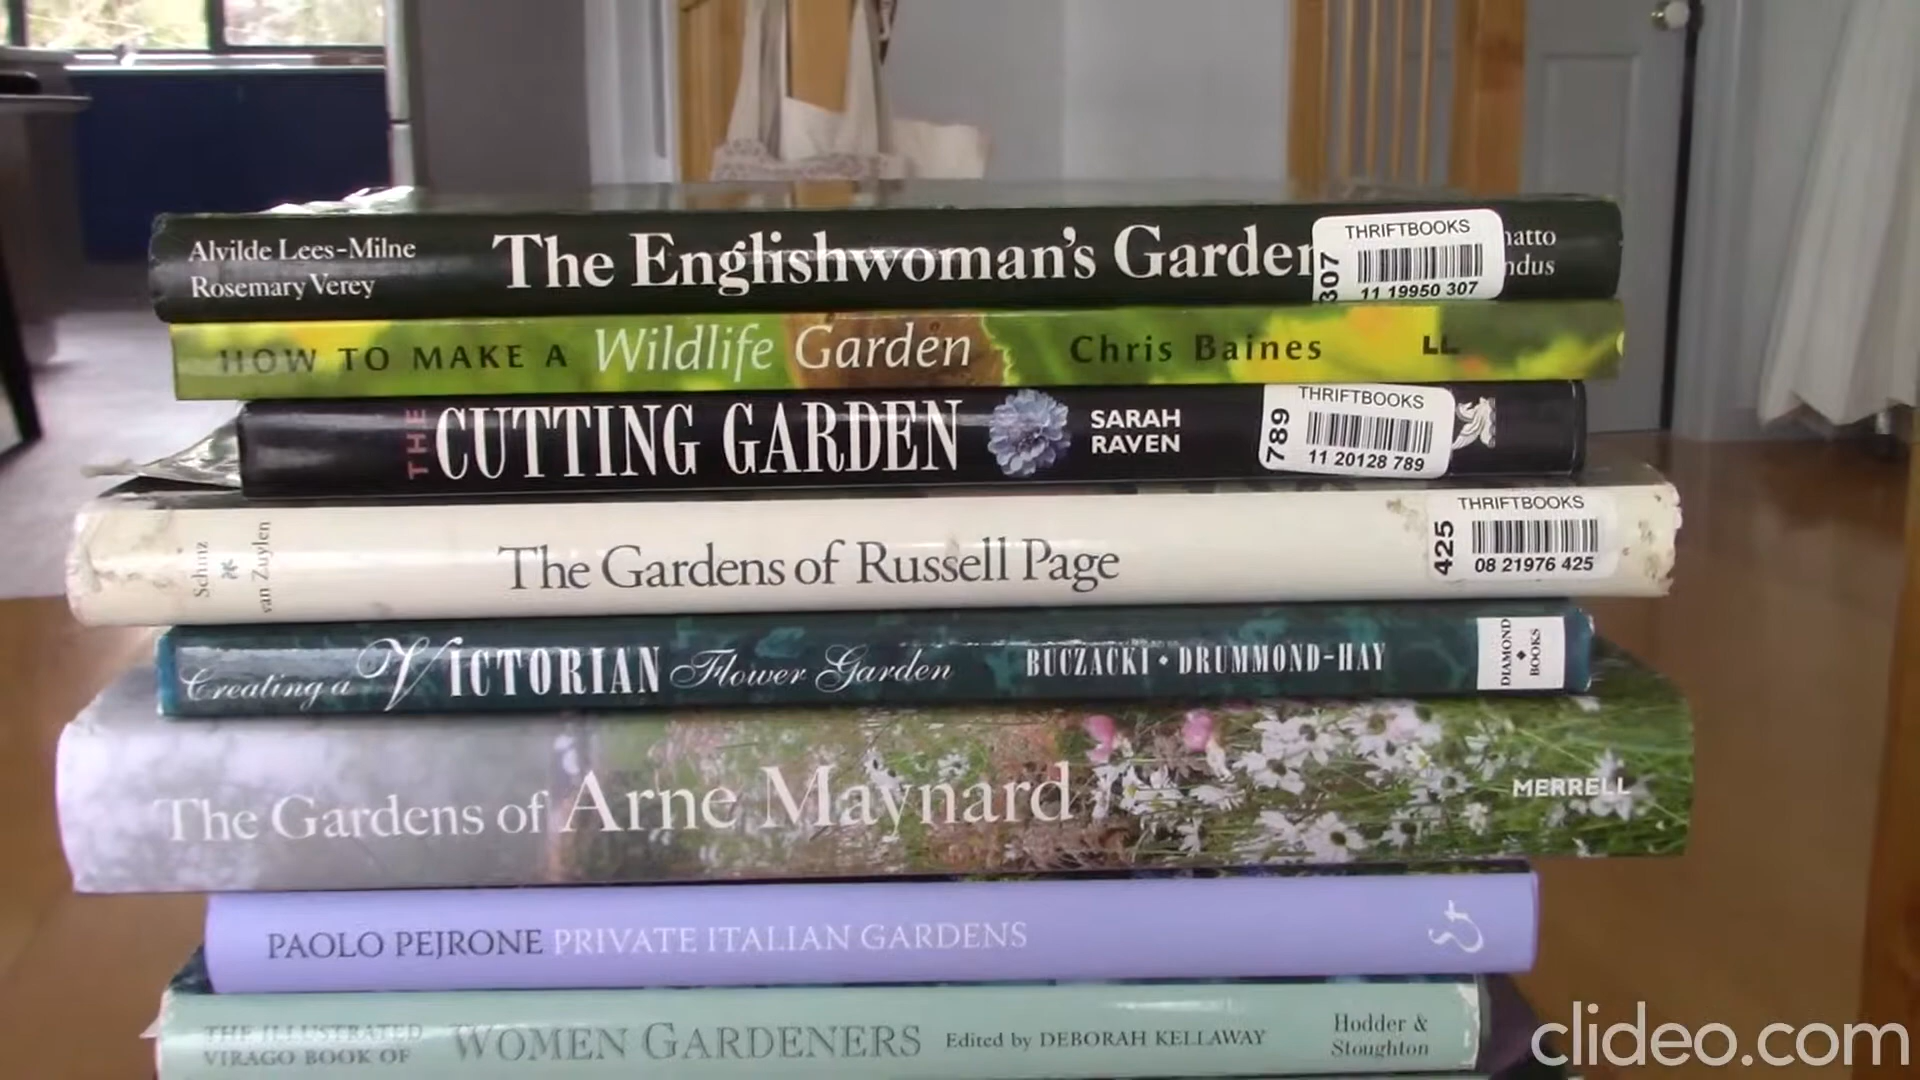 Alvilde Lees-Milne
Rosemary Verey
The Englishwoman's Garden
THRIFTBOOKS
307
11 19950 307
HOW TO MAKE A Wildlife Garden Chris Baines LL
THE CUTTING GARDEN
SARAH
RAVEN
THRIFTBOOKS
789
11 20128 789
Schinz
van Zuylen
The Gardens of Russell Page
THRIFTBOOKS
425
08 21976 425
Creating a VICTORIAN Flower Garden BUCZACKI • DRUMMOND-HAY
DIAMOND
BOOKS
The Gardens of Arne Maynard
MERRELL
PAOLO PEJRONE PRIVATE ITALIAN GARDENS
THE ILLUSTRATED
VIRAGO BOOK OF
WOMEN GARDENERS
Edited by DEBORAH KELLAWAY
Hodder &
Stoughton
clideo.com